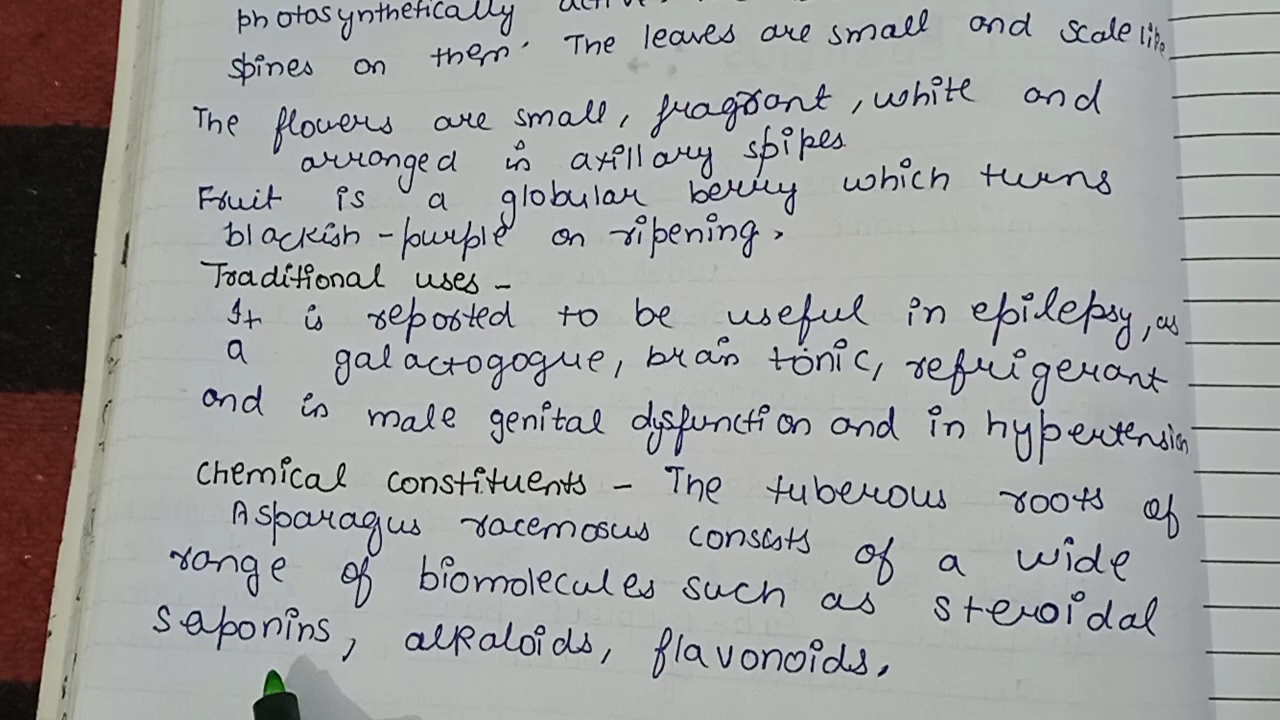 photosynthetically
spines on them. The leaves are small and scale like
The flowers are small, fragrant, white and
arranged in axillary spipes
Fruit is a globular berry which turns
blackish-purple on ripening.
Traditional uses -
It is reported to be useful in epilepsy, as
a galactogogue, brain tonic, refrigerant
and in male genital dysfunction and in hypertension
Chemical constituents - The tuberous roots of
Asparagus racemosus consists of a wide
range of biomolecules such as steroidal
saponins, alkaloids, flavonoids,